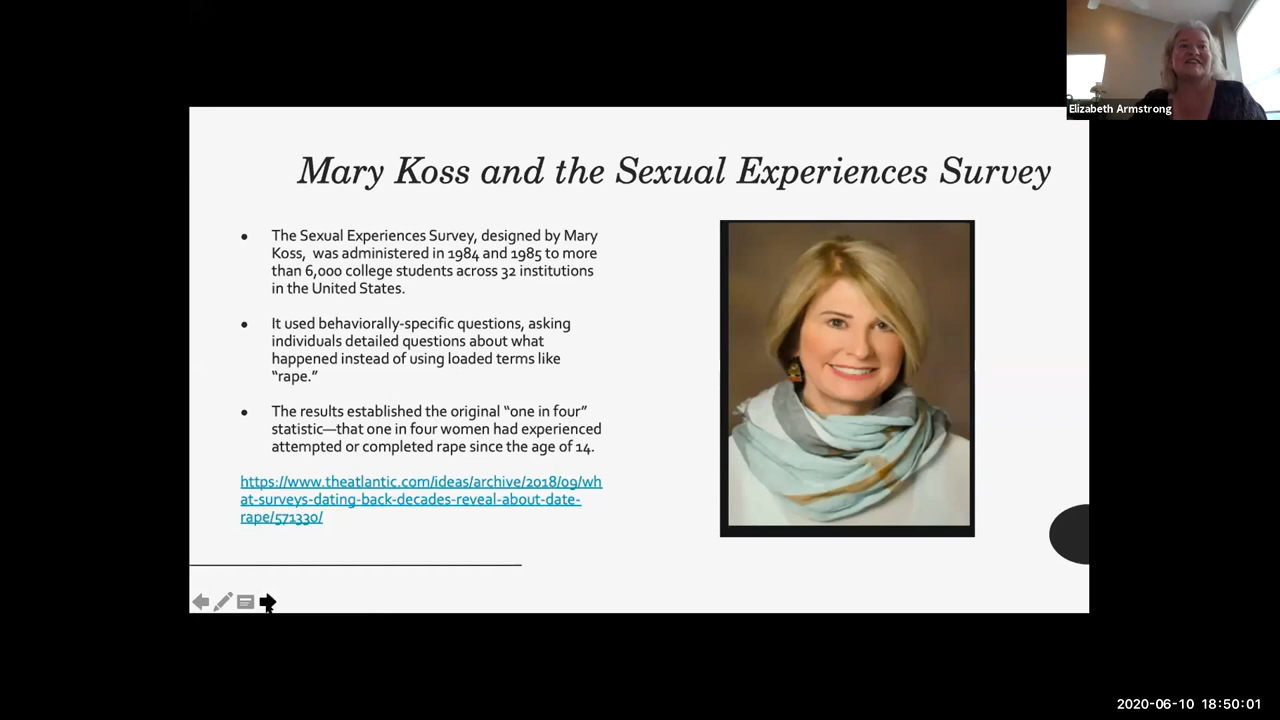 Elizabeth Armstrong
Mary Koss and the Sexual Experiences Survey
● The Sexual Experiences Survey, designed by Mary
Koss, was administered in 1984 and 1985 to more
than 6,000 college students across 32 institutions
in the United States.
● It used behaviorally-specific questions, asking
individuals detailed questions about what
happened instead of using loaded terms like
“rape.”
● The results established the original “one in four”
statistic—that one in four women had experienced
attempted or completed rape since the age of 14.
https://www.theatlantic.com/ideas/archive/2018/09/wh
at-surveys-dating-back-decades-reveal-about-date-
rape/571330/
2020-06-10 18:50:01